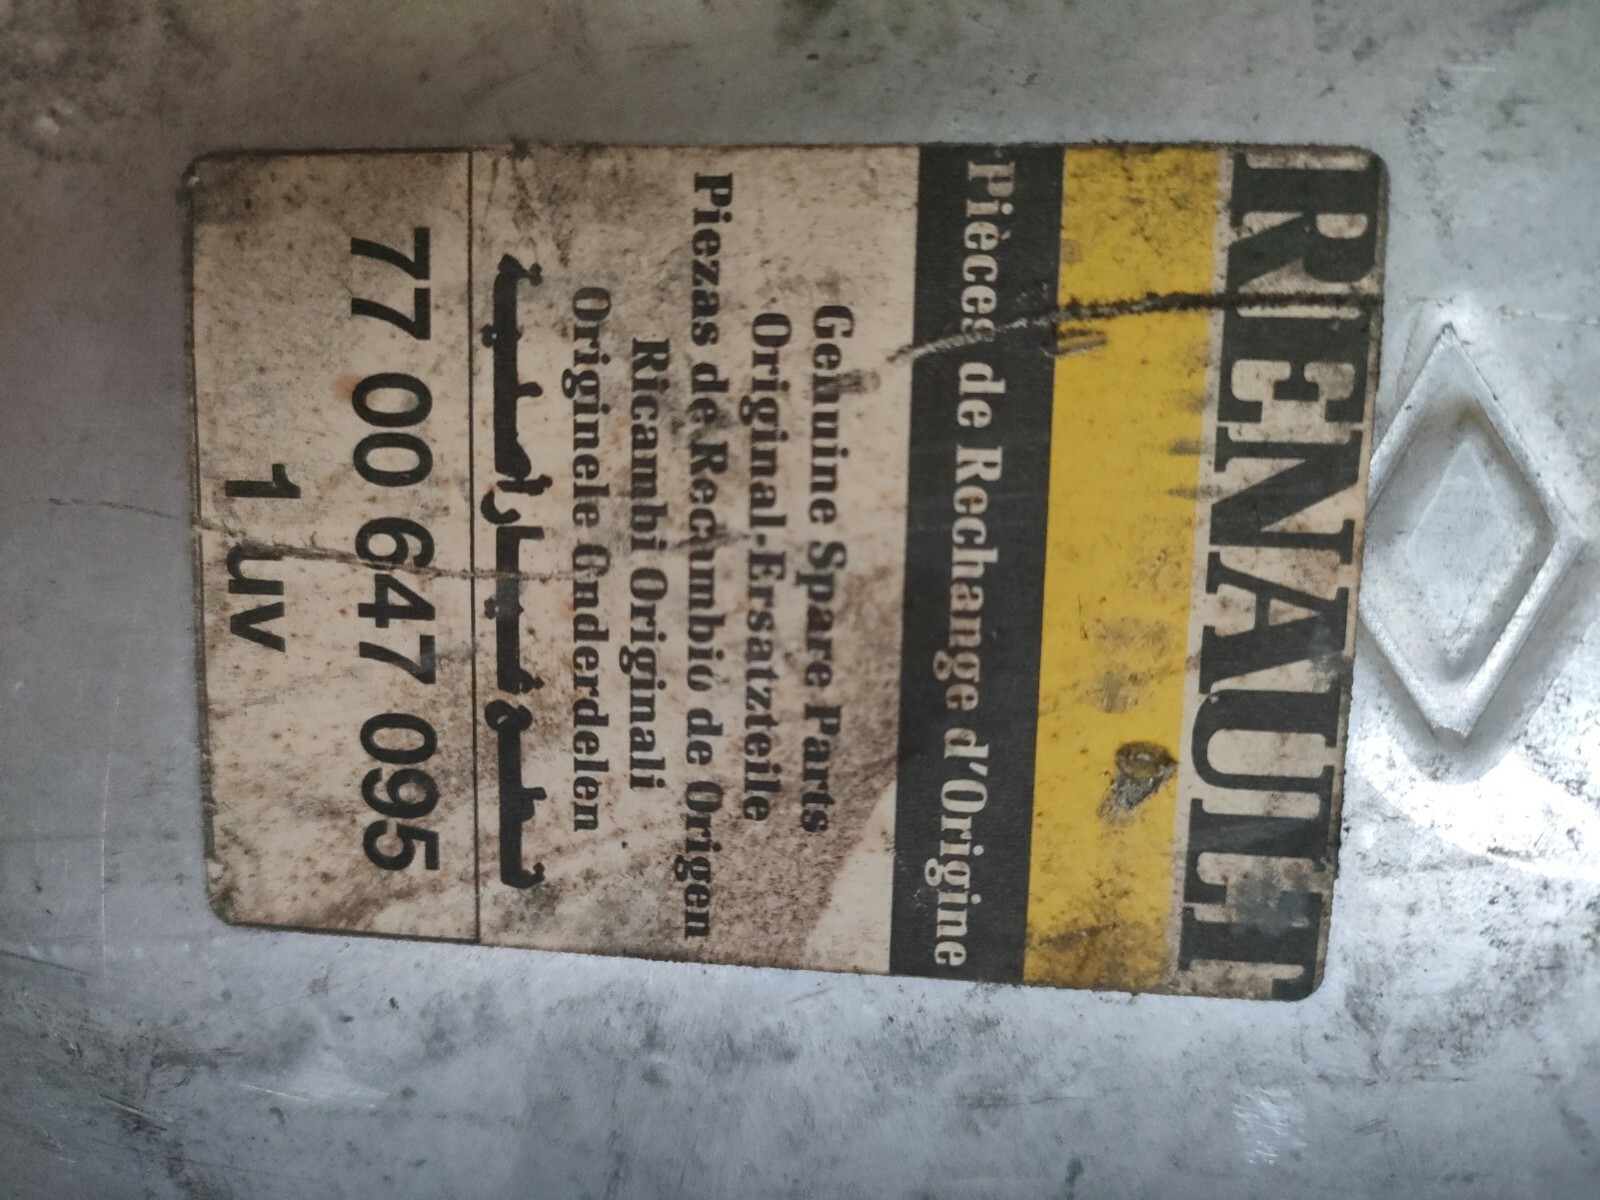 RENAULT
Pièces de Rechange d'Origine
Genuine Spare Parts
Original-Ersatzteile
Piezas de Recambio de Origen
Ricambi Originali
Originele Onderdelen
قطع غيار أصلية
77 00 647 095
1 uv